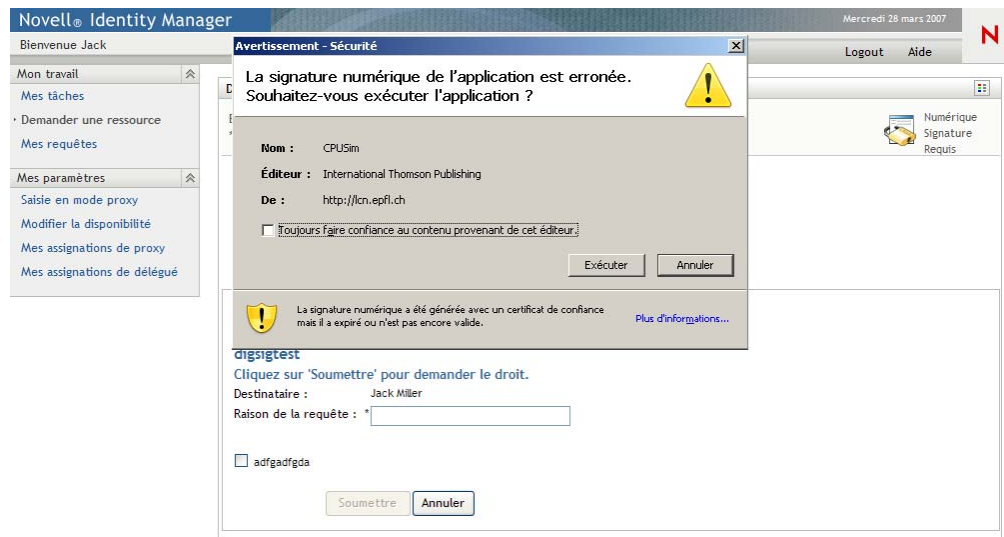 Novell® Identity Manager
Mercredi 28 mars 2007
N
Bienvenue Jack
Logout Aide
Mon travail
Mes tâches
Demander une ressource
Mes requêtes
Mes paramètres
Saisie en mode proxy
Modifier la disponibilité
Mes assignations de proxy
Mes assignations de délégué
Avertissement - Sécurité
La signature numérique de l'application est erronée.
Souhaitez-vous exécuter l'application ?
Nom : CPUSim
Éditeur : International Thomson Publishing
De : http://lcn.epfl.ch
Toujours faire confiance au contenu provenant de cet éditeur.
Exécuter Annuler
La signature numérique a été générée avec un certificat de confiance
mais il a expiré ou n'est pas encore valide.
Plus d'informations...
Numérique
Signature
Requis
digsigtest
Cliquez sur 'Soumettre' pour demander le droit.
Destinataire : Jack Miller
Raison de la requête : *
adfgadfgda
Soumettre Annuler